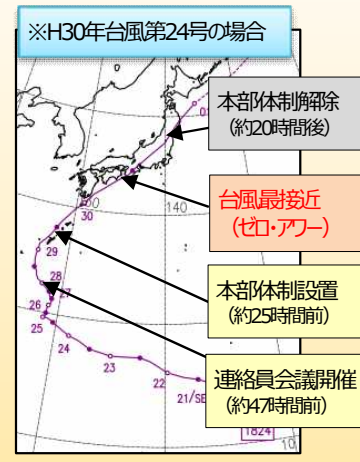 ※H30年台風第24号の場合
本部体制解除
(約20時間後)
台風最接近
(ゼロ・アワー)
本部体制設置
(約25時間前)
連絡員会議開催
(約47時間前)
01
30
140
29
28
27
26
25
24
23
22
21/SE
1824
10